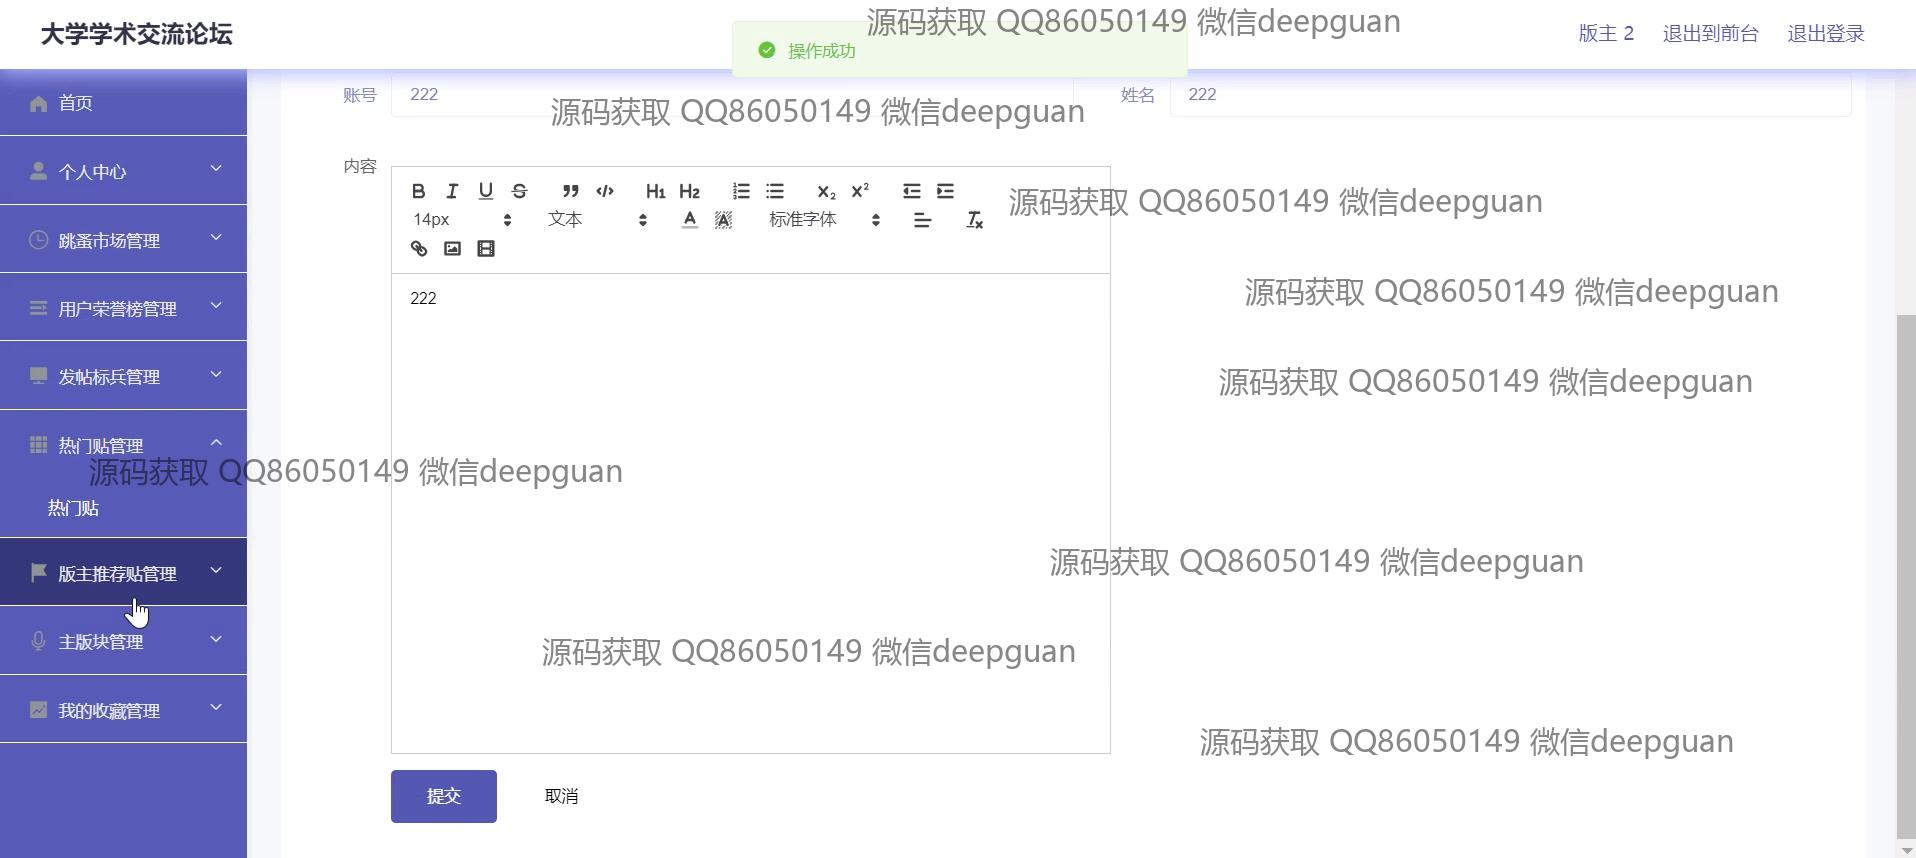 大学学术交流论坛
操作成功
源码获取 QQ86050149 微信deepguan
版主 2
退出到前台
退出登录
首页
个人中心
跳蚤市场管理
用户荣誉榜管理
发帖标兵管理
热门贴管理
热门贴
版主推荐贴管理
主版块管理
我的收藏管理
账号
222
姓名
222
源码获取 QQ86050149 微信deepguan
内容
B I U S ” </> H1 H2 X2 X²
14px
文本
A A
标准字体
Tx
源码获取 QQ86050149 微信deepguan
222
源码获取 QQ86050149 微信deepguan
源码获取 QQ86050149 微信deepguan
源码获取 QQ86050149 微信deepguan
源码获取 QQ86050149 微信deepguan
源码获取 QQ86050149 微信deepguan
源码获取 QQ86050149 微信deepguan
提交
取消